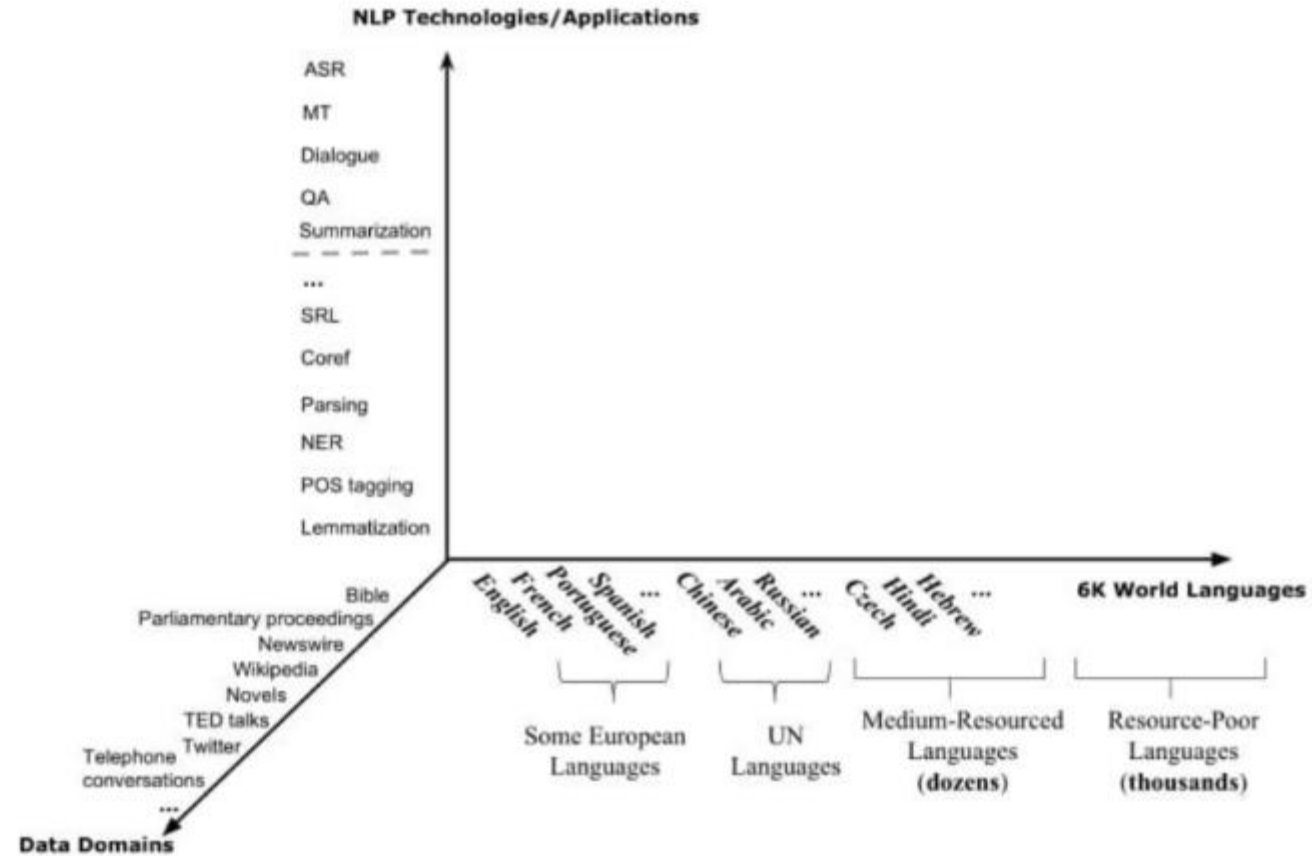 NLP Technologies/Applications
ASR
MT
Dialogue
QA
Summarization
...
SRL
Coref
Parsing
NER
POS tagging
Lemmatization
Bible
Parliamentary proceedings
Newswire
Wikipedia
Novels
TED talks
Twitter
Telephone
conversations
...
Data Domains
English
French
Portuguese
Spanish
...
Chinese
Arabic
Russian
...
Czech
Hindi
Hebrew
...
6K World Languages
Some European
Languages
UN
Languages
Medium-Resourced
Languages
(dozens)
Resource-Poor
Languages
(thousands)